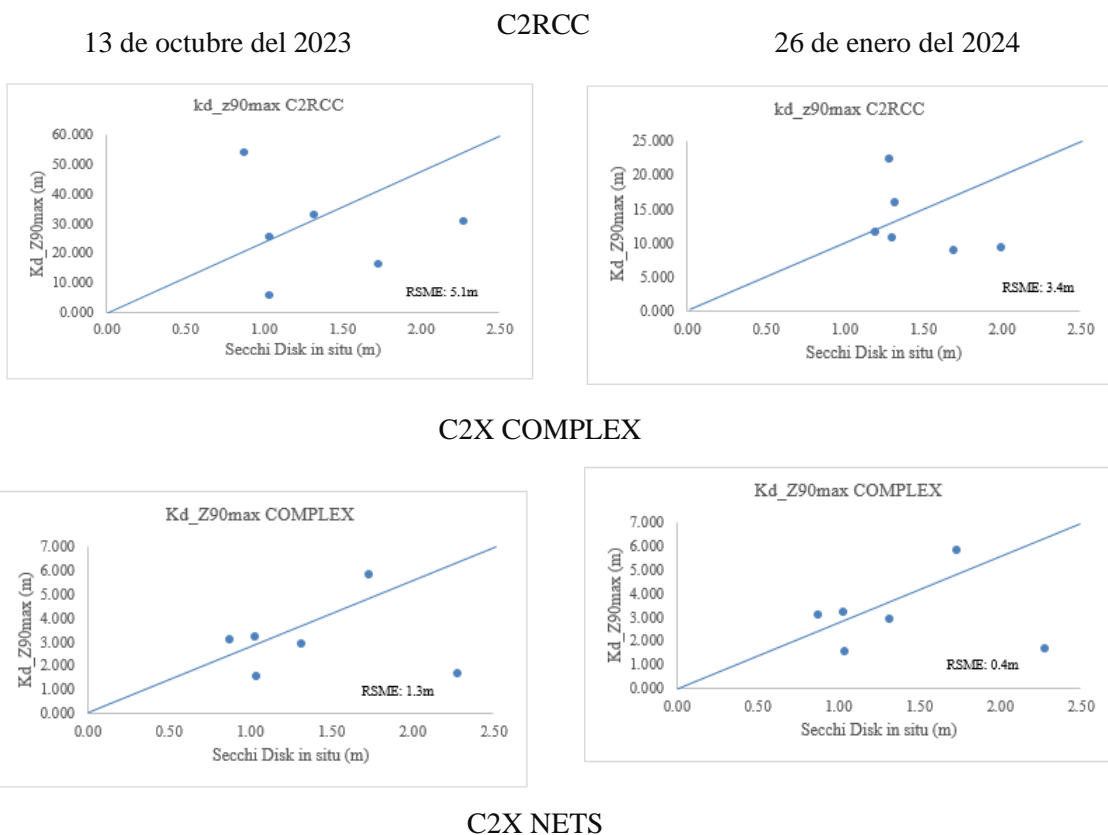 C2RCC
13 de octubre del 2023
26 de enero del 2024
kd_z90max C2RCC
60.000
50.000
40.000
30.000
20.000
10.000
0.000
Kd_Z90max (m)
0.00 0.50 1.00 1.50 2.00 2.50
Secchi Disk in situ (m)
RSME: 5.1m
kd_z90max C2RCC
25.000
20.000
15.000
10.000
5.000
0.000
Kd_Z90max (m)
0.00 0.50 1.00 1.50 2.00 2.50
Secchi Disk in situ (m)
RSME: 3.4m
C2X COMPLEX
Kd_Z90max COMPLEX
7.000
6.000
5.000
4.000
3.000
2.000
1.000
0.000
Kd_Z90max (m)
0.00 0.50 1.00 1.50 2.00 2.50
Secchi Disk in situ (m)
RSME: 1.3m
Kd_Z90max COMPLEX
7.000
6.000
5.000
4.000
3.000
2.000
1.000
0.000
Kd_Z90max (m)
0.00 0.50 1.00 1.50 2.00 2.50
Secchi Disk in situ (m)
RSME: 0.4m
C2X NETS